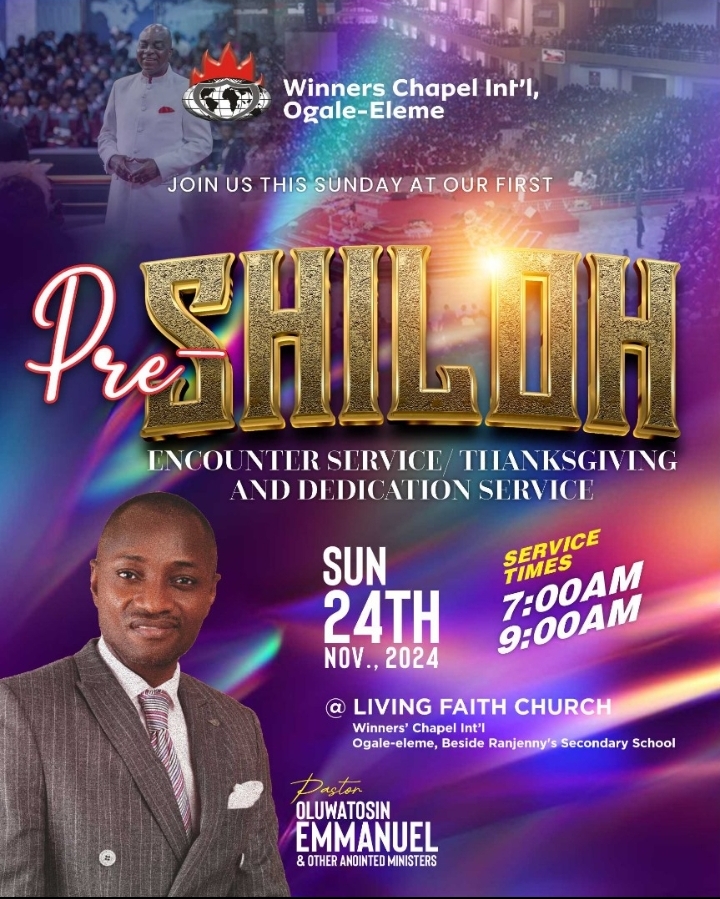 Winners Chapel Int'l,
Ogale-Eleme
JOIN US THIS SUNDAY AT OUR FIRST
Pre-SHILOH
ENCOUNTER SERVICE/ THANKSGIVING
AND DEDICATION SERVICE
SUN
24TH
NOV., 2024
SERVICE
TIMES
7:00AM
9:00AM
@ LIVING FAITH CHURCH
Winners' Chapel Int'l
Ogale-eleme, Beside Ranjenny's Secondary School
Pastor
OLUWATOSIN
EMMANUEL
& OTHER ANOINTED MINISTERS